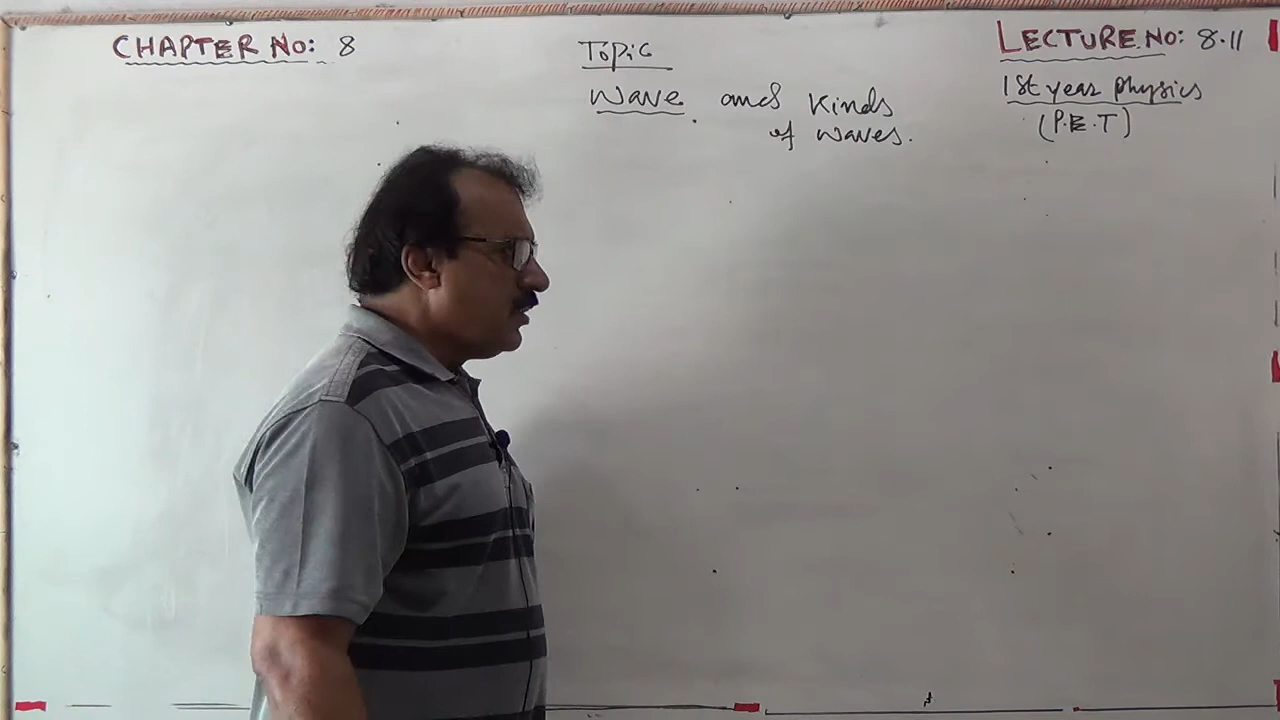 CHAPTER NO: 8
Topic
Wave and Kinds
of waves.
LECTURE NO: 8.11
1st year physics
(P.E.T)